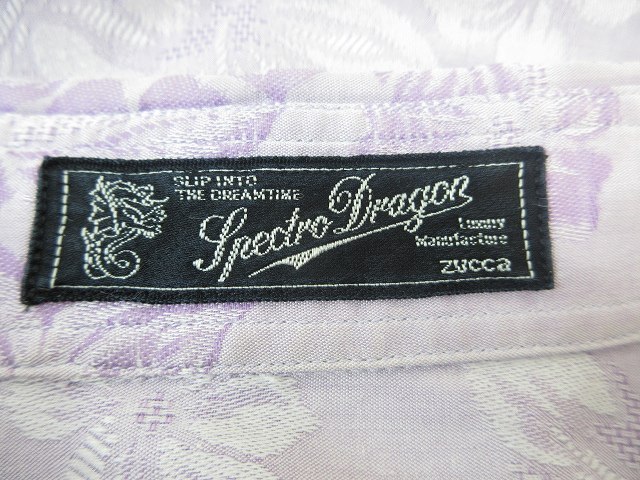 SLIP INTO
THE DREAMTIME
Spectro Dragon
Luxury
Manufacture
zucca